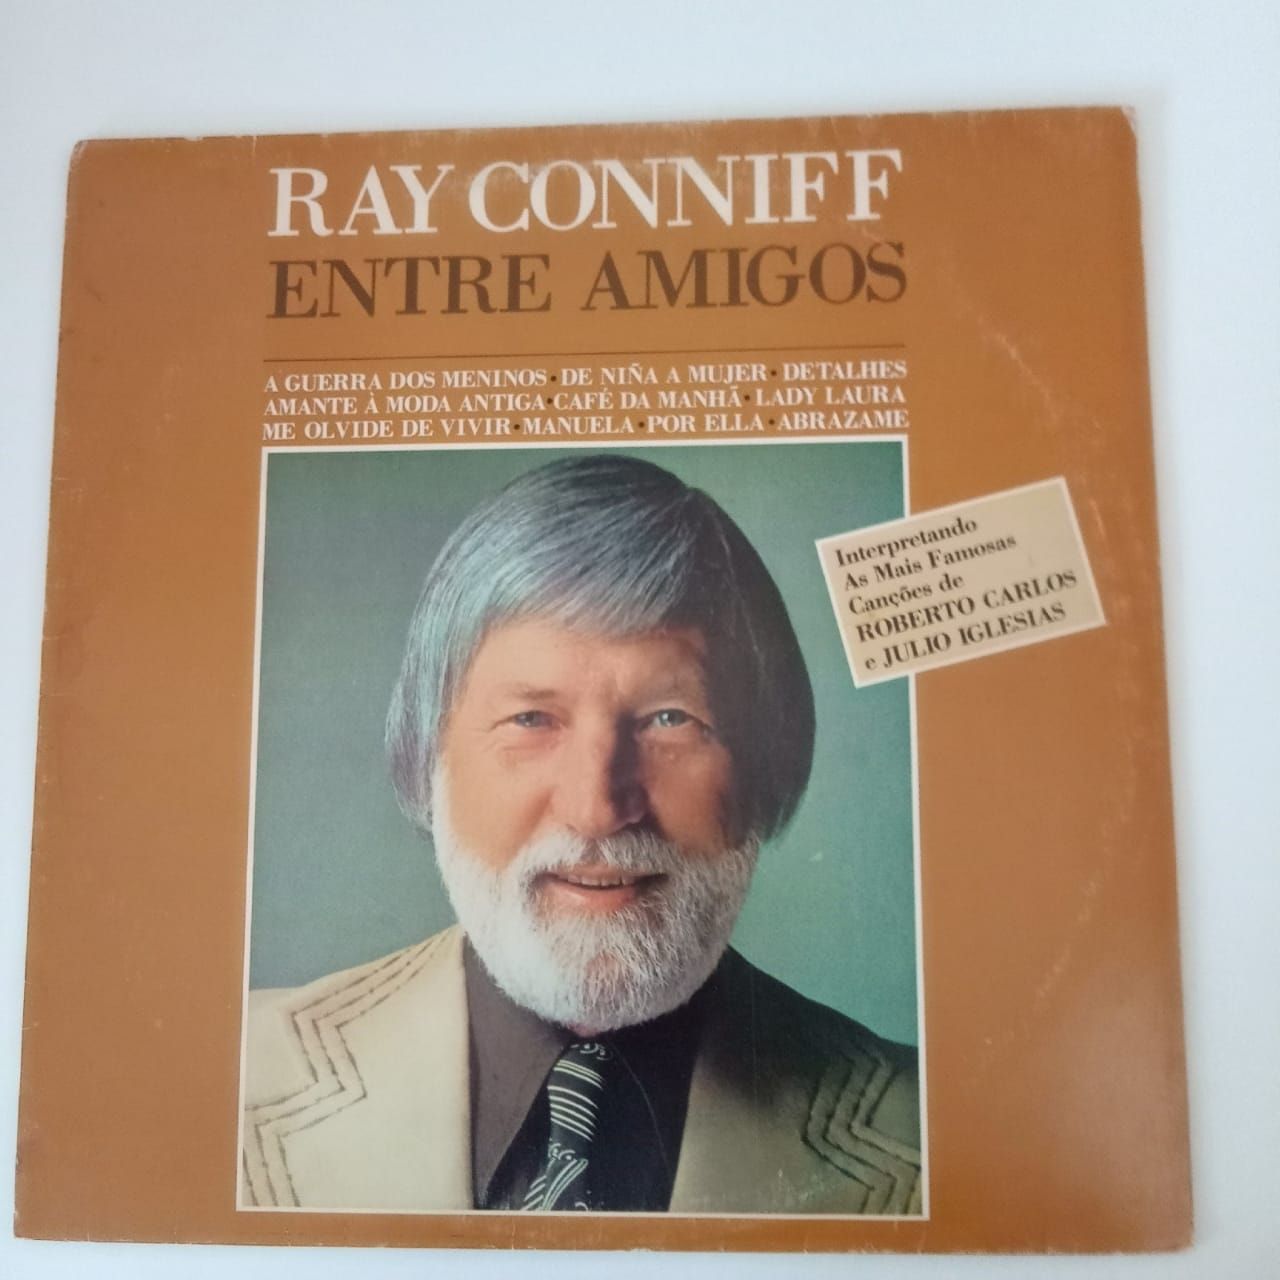 RAY CONNIFF
ENTRE AMIGOS
A GUERRA DOS MENINOS • DE NIÑA A MUJER • DETALHES
AMANTE À MODA ANTIGA • CAFÉ DA MANHÃ • LADY LAURA
ME OLVIDE DE VIVIR • MANUELA • POR ELLA • ABRAZAME
Interpretando
As Mais Famosas
Canções de
ROBERTO CARLOS
e JULIO IGLESIAS